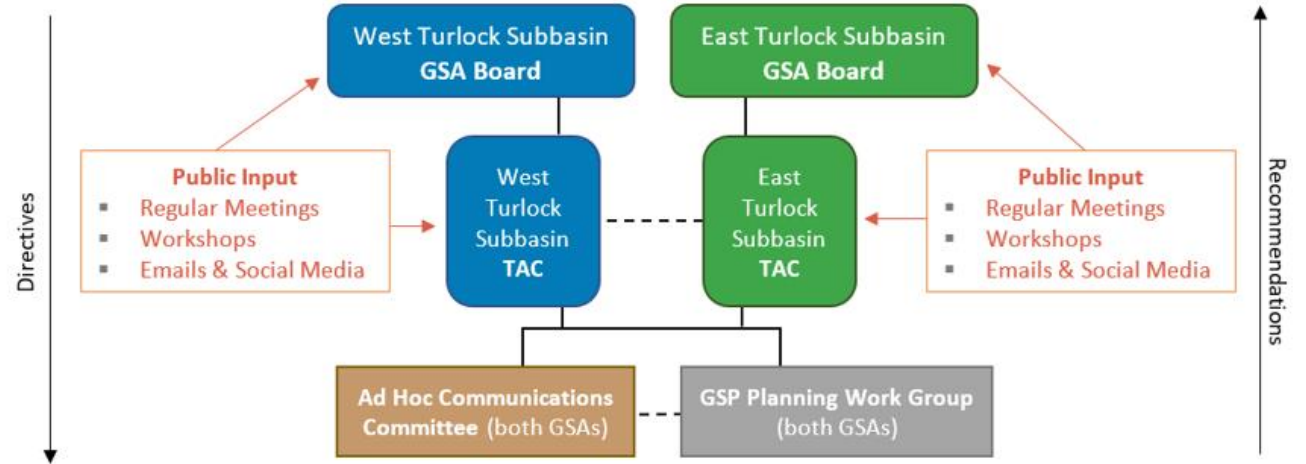 West Turlock Subbasin
GSA Board
East Turlock Subbasin
GSA Board
Directives
Public Input
▪ Regular Meetings
▪ Workshops
▪ Emails & Social Media
West
Turlock
Subbasin
TAC
East
Turlock
Subbasin
TAC
Public Input
▪ Regular Meetings
▪ Workshops
▪ Emails & Social Media
Recommendations
Ad Hoc Communications
Committee (both GSAs)
GSP Planning Work Group
(both GSAs)